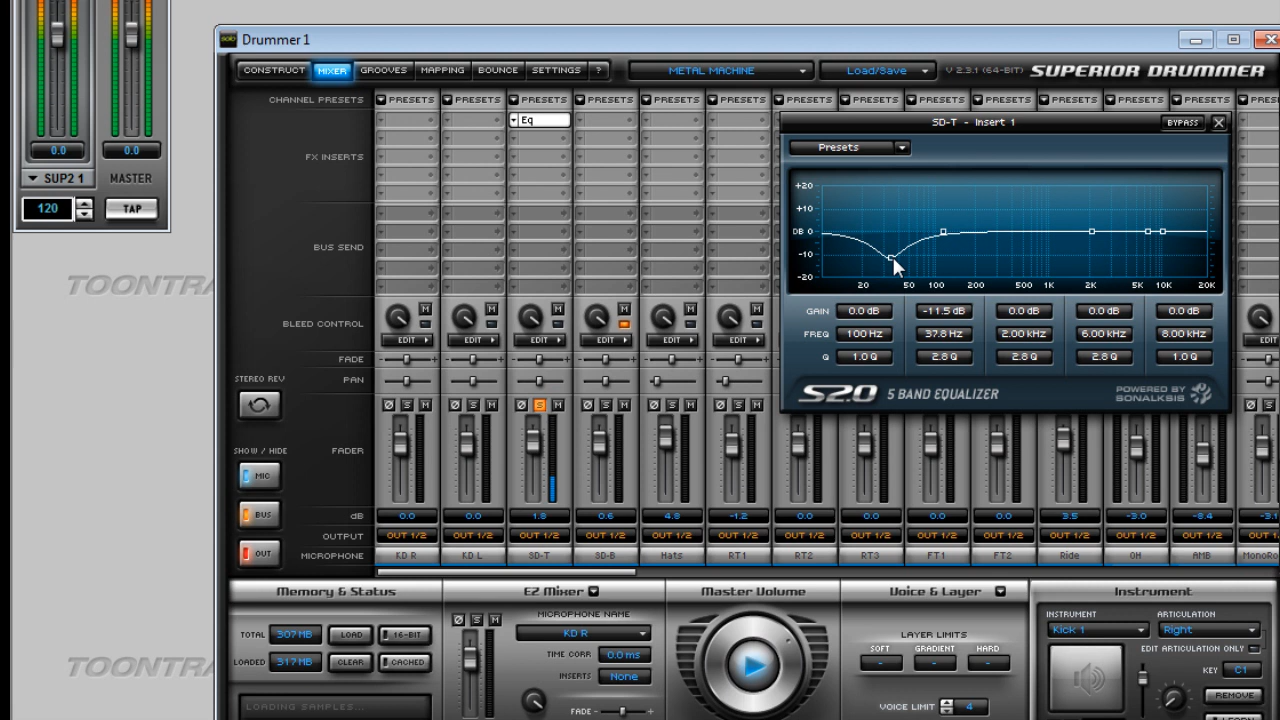 Drummer 1
CONSTRUCT MIXER GROOVES MAPPING BOUNCE SETTINGS ? METAL MACHINE Load/Save V 2.3.1 (64-BIT) SUPERIOR DRUMMER
CHANNEL PRESETS PRESETS PRESETS PRESETS PRESETS PRESETS PRESETS PRESETS PRESETS PRESETS PRESETS PRESETS PRESETS PRESETS PRES
Eq
SD-T - Insert 1 BYPASS
Presets
0.0 0.0
SUP2 1 MASTER
120 TAP
FX INSERTS
BUS SEND
+20
+10
DB 0
-10
-20
20 50 100 200 500 1K 2K 5K 10K 20K
GAIN 0.0 dB -11.5 dB 0.0 dB 0.0 dB 0.0 dB
FREQ 100 Hz 37.8 Hz 2.00 kHz 6.00 kHz 8.00 kHz
Q 1.0 Q 2.8 Q 2.8 Q 2.8 Q 1.0 Q
S2.0 5 BAND EQUALIZER POWERED BY SONALKSIS
TOONTRA
BLEED CONTROL M M M M M M
EDIT EDIT EDIT EDIT EDIT EDIT EDIT
FADE
STEREO REV PAN
Ø S M Ø S M Ø S M Ø S M Ø S M Ø S M Ø S M Ø S M Ø S M Ø S M Ø S M Ø S M Ø S M Ø S
SHOW / HIDE FADER
MIC
BUS
dB 0.0 0.0 1.8 0.6 4.8 -1.2 0.0 0.0 0.0 0.0 3.5 -3.0 -8.4 -3.1
OUTPUT OUT 1/2 OUT 1/2 OUT 1/2 OUT 1/2 OUT 1/2 OUT 1/2 OUT 1/2 OUT 1/2 OUT 1/2 OUT 1/2 OUT 1/2 OUT 1/2 OUT 1/2 OUT 1
OUT
MICROPHONE KD R KD L SD-T SD-B Hats RT1 RT2 RT3 FT1 FT2 Ride OH AMB MonoRo
Memory & Status EZ Mixer Master Volume Voice & Layer Instrument
TOTAL 307 MB LOAD 16-BIT
LOADED 317 MB CLEAR CACHED
LOADING SAMPLES...
Ø S M MICROPHONE NAME
KD R
TIME CORR 0.0 ms
INSERTS None
FADE - +
LAYER LIMITS
SOFT GRADIENT HARD
- - -
VOICE LIMIT 4
INSTRUMENT ARTICULATION
Kick 1 Right
EDIT ARTICULATION ONLY
KEY C1
REMOVE
LEARN
TOONTRA